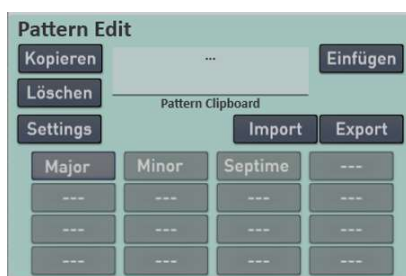 Pattern Edit
Kopieren ... Einfügen
Löschen
Pattern Clipboard
Settings Import Export
Major Minor Septime ---
--- --- --- ---
--- --- --- ---
--- --- --- ---